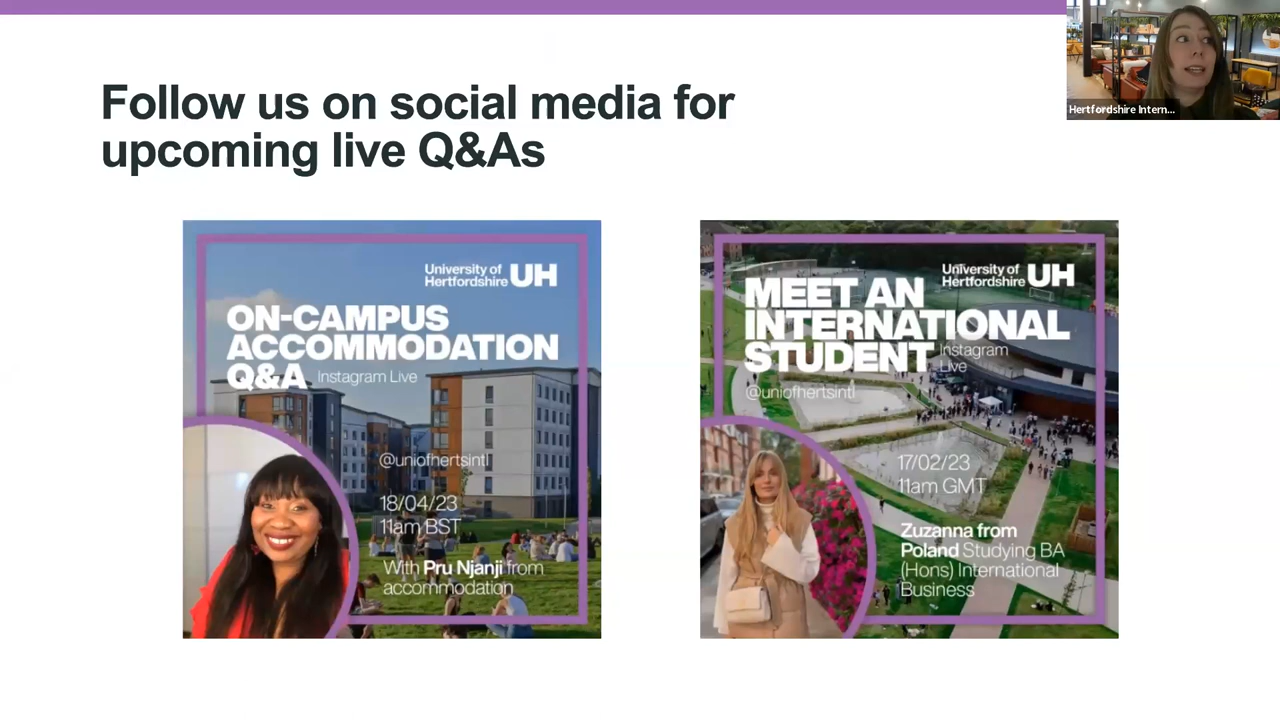 Follow us on social media for
upcoming live Q&As
Hertfordshire Intern...
University of
Hertfordshire UH
ON-CAMPUS
ACCOMMODATION
Q&A Instagram Live
@uniofhertsintl
18/04/23
11am BST
With Pru Njanji from
accommodation
University of
Hertfordshire UH
MEET AN
INTERNATIONAL
STUDENT Instagram
Live
@uniofhertsintl
17/02/23
11am GMT
Zuzanna from
Poland Studying BA
(Hons) International
Business